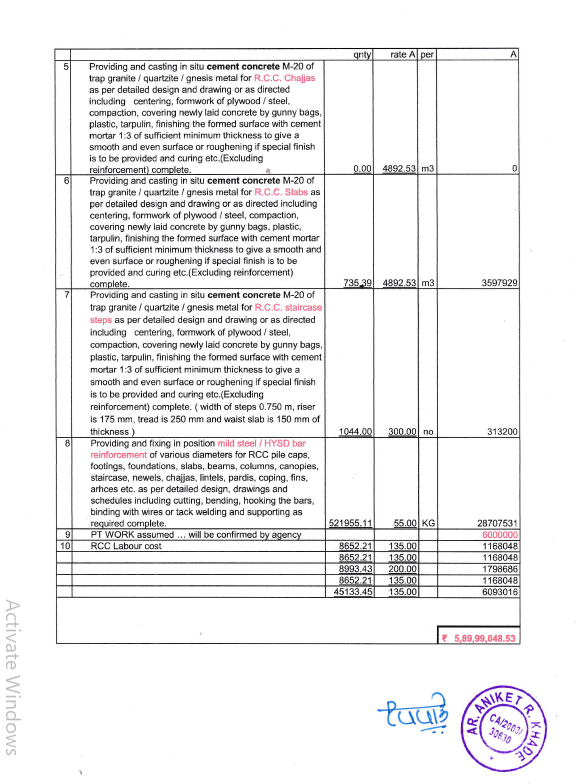 qnty rate A per A
5 Providing and casting in situ cement concrete M-20 of
trap granite / quartzite / gnesis metal for R.C.C. Chajjas
as per detailed design and drawing or as directed
including centering, formwork of plywood / steel,
compaction, covering newly laid concrete by gunny bags,
plastic, tarpulin, finishing the formed surface with cement
mortar 1:3 of sufficient minimum thickness to give a
smooth and even surface or roughening if special finish
is to be provided and curing etc.(Excluding
reinforcement) complete. 0.00 4892.53 m3 0
6 Providing and casting in situ cement concrete M-20 of
trap granite / quartzite / gnesis metal for R.C.C. Slabs as
per detailed design and drawing or as directed including
centering, formwork of plywood / steel, compaction,
covering newly laid concrete by gunny bags, plastic,
tarpulin, finishing the formed surface with cement mortar
1:3 of sufficient minimum thickness to give a smooth and
even surface or roughening if special finish is to be
provided and curing etc.(Excluding reinforcement)
complete. 735.39 4892.53 m3 3597929
7 Providing and casting in situ cement concrete M-20 of
trap granite / quartzite / gnesis metal for R.C.C. staircase
steps as per detailed design and drawing or as directed
including centering, formwork of plywood / steel,
compaction, covering newly laid concrete by gunny bags,
plastic, tarpulin, finishing the formed surface with cement
mortar 1:3 of sufficient minimum thickness to give a
smooth and even surface or roughening if special finish
is to be provided and curing etc.(Excluding
reinforcement) complete. ( width of steps 0.750 m, riser
is 175 mm, tread is 250 mm and waist slab is 150 mm of
thickness ) 1044.00 300.00 no 313200
8 Providing and fixing in position mild steel / HYSD bar
reinforcement of various diameters for RCC pile caps,
footings, foundations, slabs, beams, columns, canopies,
staircase, newels, chajjas, lintels, pardis, coping, fins,
arhces etc. as per detailed design, drawings and
schedules including cutting, bending, hooking the bars,
binding with wires or tack welding and supporting as
required complete. 521955.11 55.00 KG 28707531
9 PT WORK assumed ... will be confirmed by agency 6000000
10 RCC Labour cost 8652.21 135.00 1168048
8652.21 135.00 1168048
8993.43 200.00 1798686
8652.21 135.00 1168048
45133.45 135.00 6093016
₹ 5,89,99,048.53
AR. ANIKET R. KHADE
CA/2003/
30630
Activate Windows